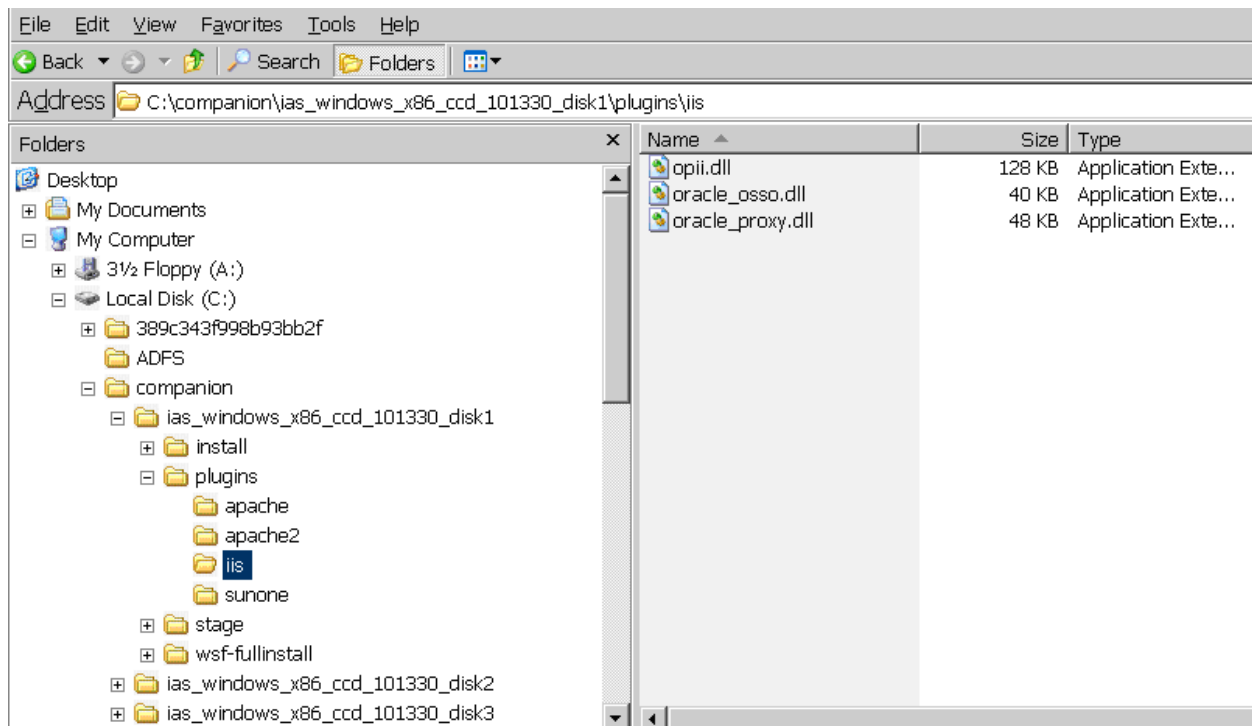 File Edit View Favorites Tools Help
Back Search Folders
Address C:\companion\ias_windows_x86_ccd_101330_disk1\plugins\iis
Folders x
Name Size Type
Desktop
My Documents
My Computer
3½ Floppy (A:)
Local Disk (C:)
389c343f998b93bb2f
ADFS
companion
ias_windows_x86_ccd_101330_disk1
install
plugins
apache
apache2
iis
sunone
stage
wsf-fullinstall
ias_windows_x86_ccd_101330_disk2
ias_windows_x86_ccd_101330_disk3
opii.dll 128 KB Application Exte...
oracle_osso.dll 40 KB Application Exte...
oracle_proxy.dll 48 KB Application Exte...